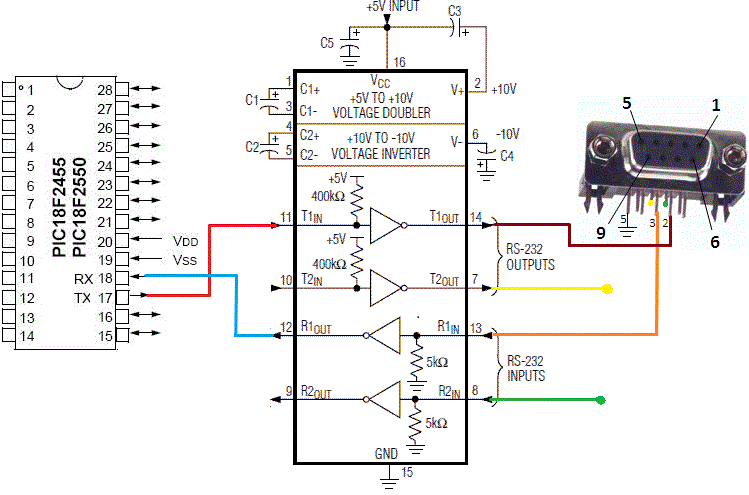 +5V INPUT
C3
C5
16
1
C1+
VCC
V+
2
+10V
C1
3
C1-
+5V TO +10V
VOLTAGE DOUBLER
4
C2+
+10V TO -10V
V-
6
-10V
C2
5
C2-
VOLTAGE INVERTER
C4
+5V
400kΩ
11
T1IN
T1OUT
14
+5V
400kΩ
RS-232
OUTPUTS
10
T2IN
T2OUT
7
12
R1OUT
R1IN
13
5kΩ
RS-232
INPUTS
9
R2OUT
R2IN
8
5kΩ
GND
15
PIC18F2455
PIC18F2550
1 28
2 27
3 26
4 25
5 24
6 23
7 22
8 21
9 20 VDD
10 19 VSS
11 RX 18
12 TX 17
13 16
14 15
5
1
9
6
5
3
2